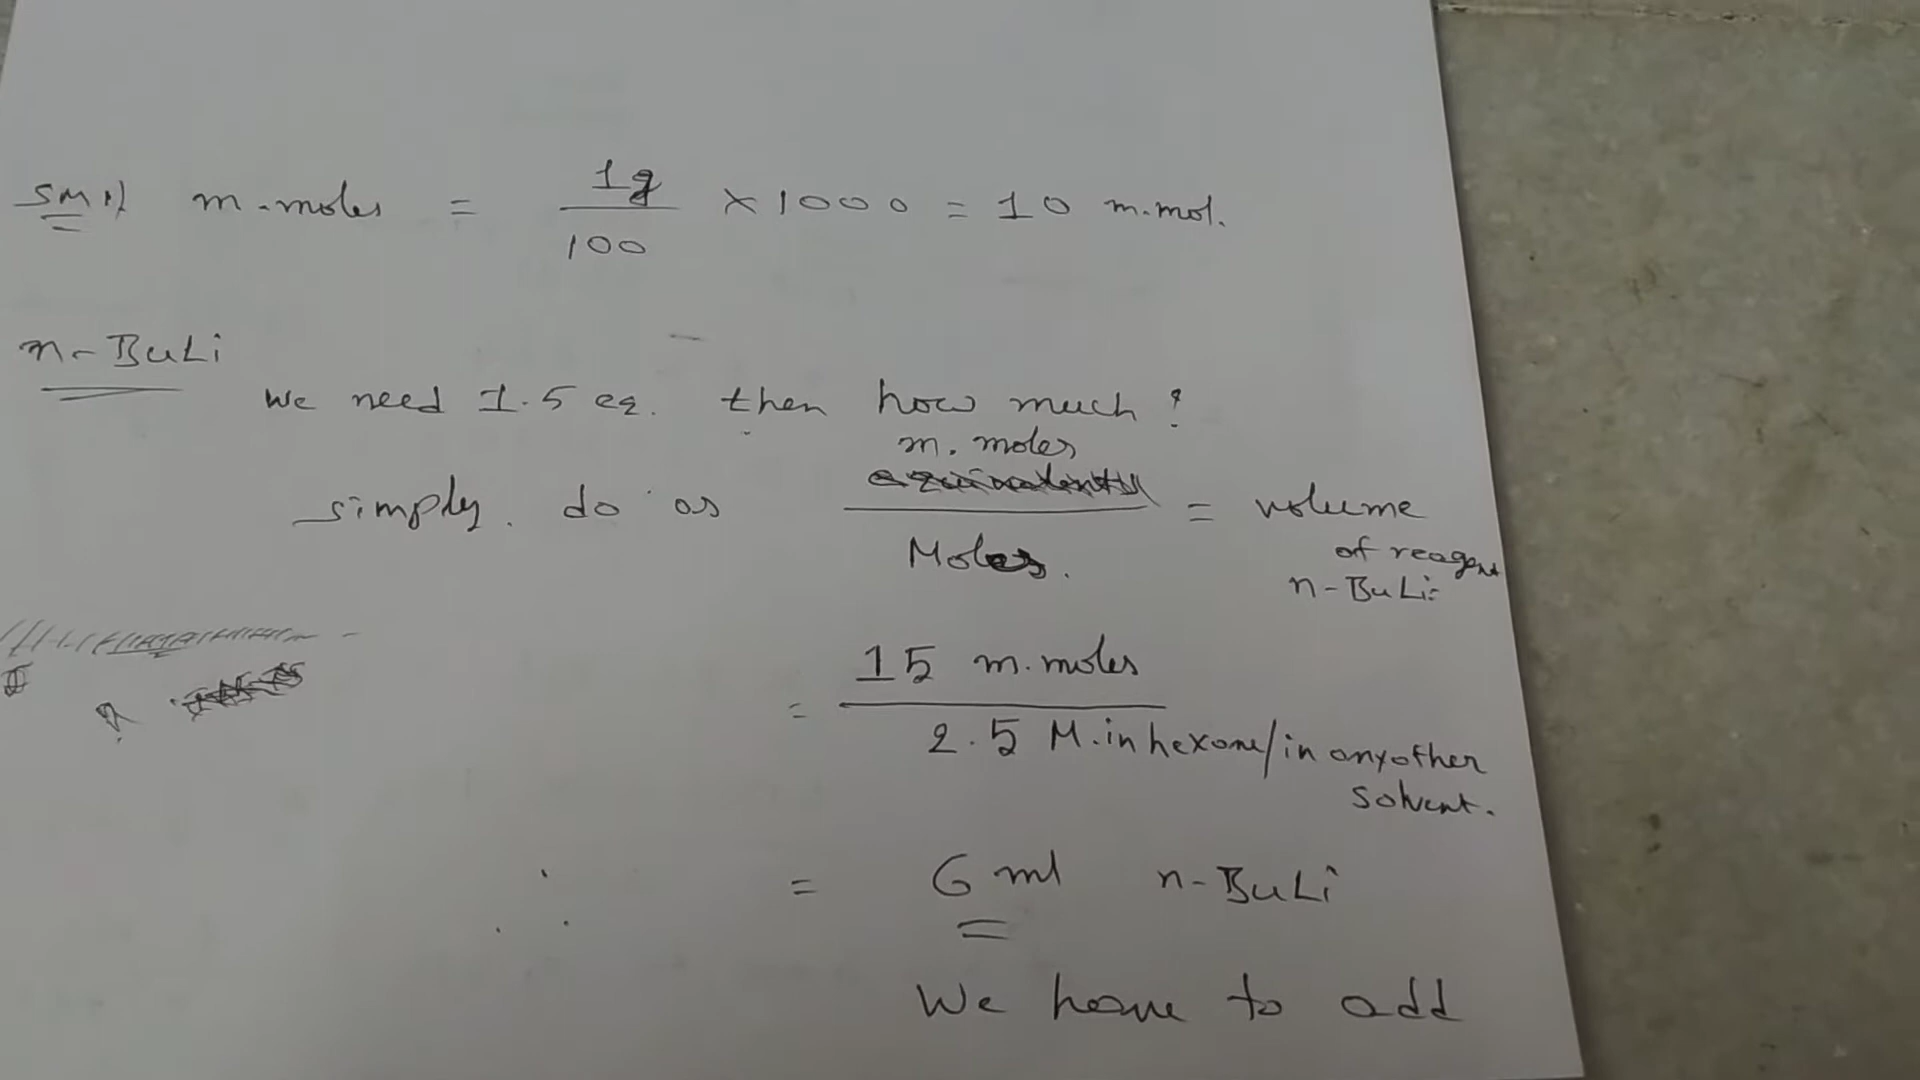 SM1) m.moles = 1g / 100 × 1000 = 10 m.mol.
n-BuLi
We need 1.5 eq. then how much ?
m. moles
simply. do as equivalents / Moles. = volume
of reagent
n-BuLi
= 15 m.moles
2.5 M.in hexane/in anyother
solvent.
= 6 ml n-BuLi
We have to add